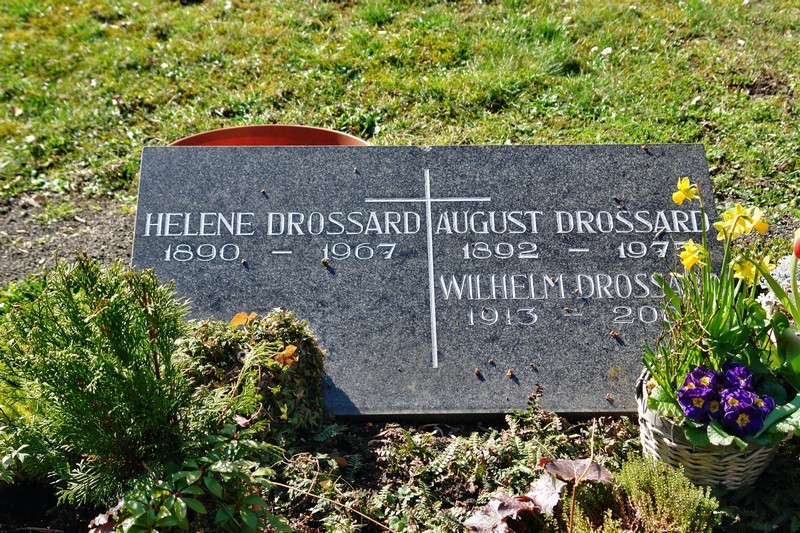 HELENE DROSSARD
1890 – 1967
AUGUST DROSSARD
1892 –
WILHELM
1913 –